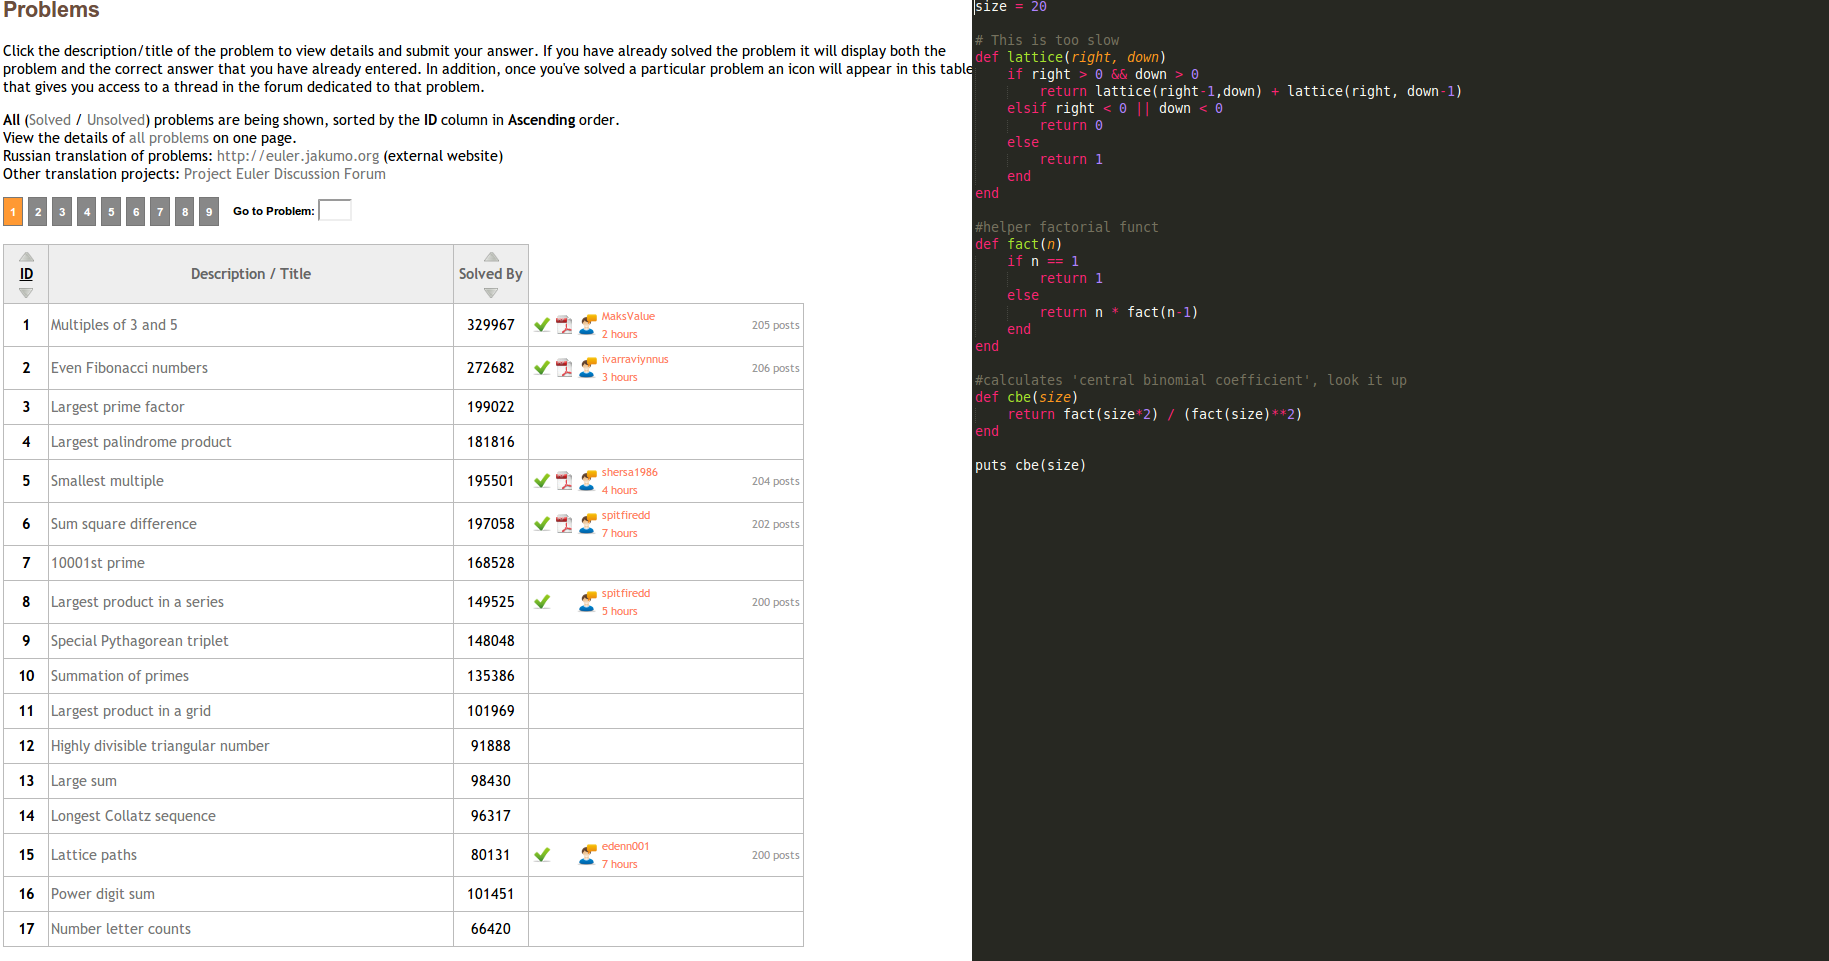 Problems
Click the description/title of the problem to view details and submit your answer. If you have already solved the problem it will display both the
problem and the correct answer that you have already entered. In addition, once you've solved a particular problem an icon will appear in this table
that gives you access to a thread in the forum dedicated to that problem.
All (Solved / Unsolved) problems are being shown, sorted by the ID column in Ascending order.
View the details of all problems on one page.
Russian translation of problems: http://euler.jakumo.org (external website)
Other translation projects: Project Euler Discussion Forum
1 2 3 4 5 6 7 8 9 Go to Problem:
ID Description / Title Solved By
1 Multiples of 3 and 5 329967 MaksValue 2 hours 205 posts
2 Even Fibonacci numbers 272682 ivarraviynnus 3 hours 206 posts
3 Largest prime factor 199022
4 Largest palindrome product 181816
5 Smallest multiple 195501 shersa1986 4 hours 204 posts
6 Sum square difference 197058 spitfiredd 7 hours 202 posts
7 10001st prime 168528
8 Largest product in a series 149525 spitfiredd 5 hours 200 posts
9 Special Pythagorean triplet 148048
10 Summation of primes 135386
11 Largest product in a grid 101969
12 Highly divisible triangular number 91888
13 Large sum 98430
14 Longest Collatz sequence 96317
15 Lattice paths 80131 edenn001 7 hours 200 posts
16 Power digit sum 101451
17 Number letter counts 66420
size = 20
# This is too slow
def lattice(right, down)
    if right > 0 && down > 0
        return lattice(right-1,down) + lattice(right, down-1)
    elsif right < 0 || down < 0
        return 0
    else
        return 1
    end
end
#helper factorial funct
def fact(n)
    if n == 1
        return 1
    else
        return n * fact(n-1)
    end
end
#calculates 'central binomial coefficient', look it up
def cbe(size)
    return fact(size*2) / (fact(size)**2)
end
puts cbe(size)